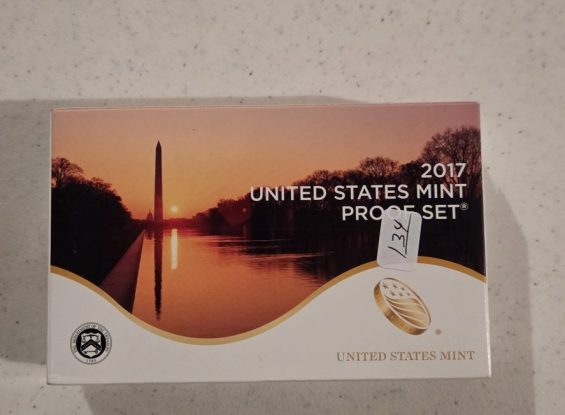 2017
UNITED STATES MINT
PROOF SET®
134
UNITED STATES MINT